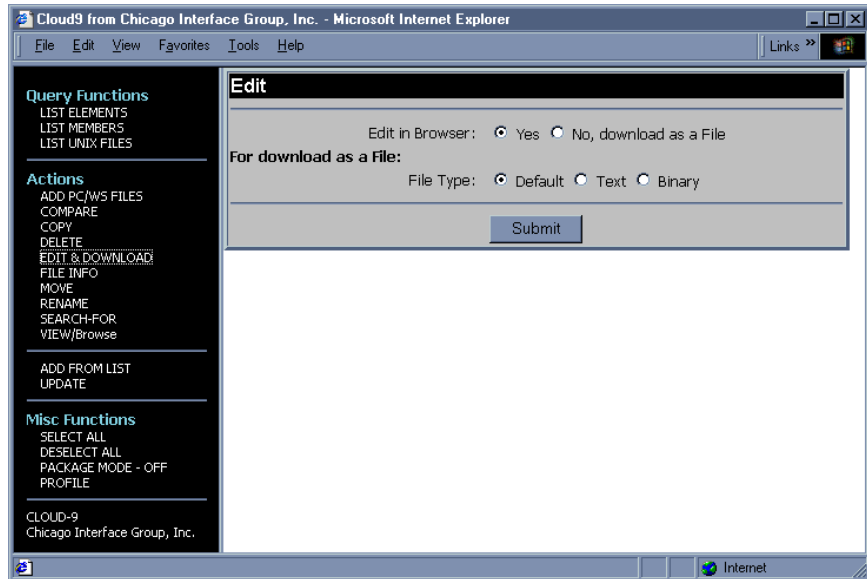 Cloud9 from Chicago Interface Group, Inc. - Microsoft Internet Explorer
File Edit View Favorites Tools Help
Links »
Query Functions
LIST ELEMENTS
LIST MEMBERS
LIST UNIX FILES
Actions
ADD PC/WS FILES
COMPARE
COPY
DELETE
EDIT & DOWNLOAD
FILE INFO
MOVE
RENAME
SEARCH-FOR
VIEW/Browse
ADD FROM LIST
UPDATE
Misc Functions
SELECT ALL
DESELECT ALL
PACKAGE MODE - OFF
PROFILE
CLOUD-9
Chicago Interface Group, Inc.
Edit
Edit in Browser: Yes No, download as a File
For download as a File:
File Type: Default Text Binary
Submit
Internet